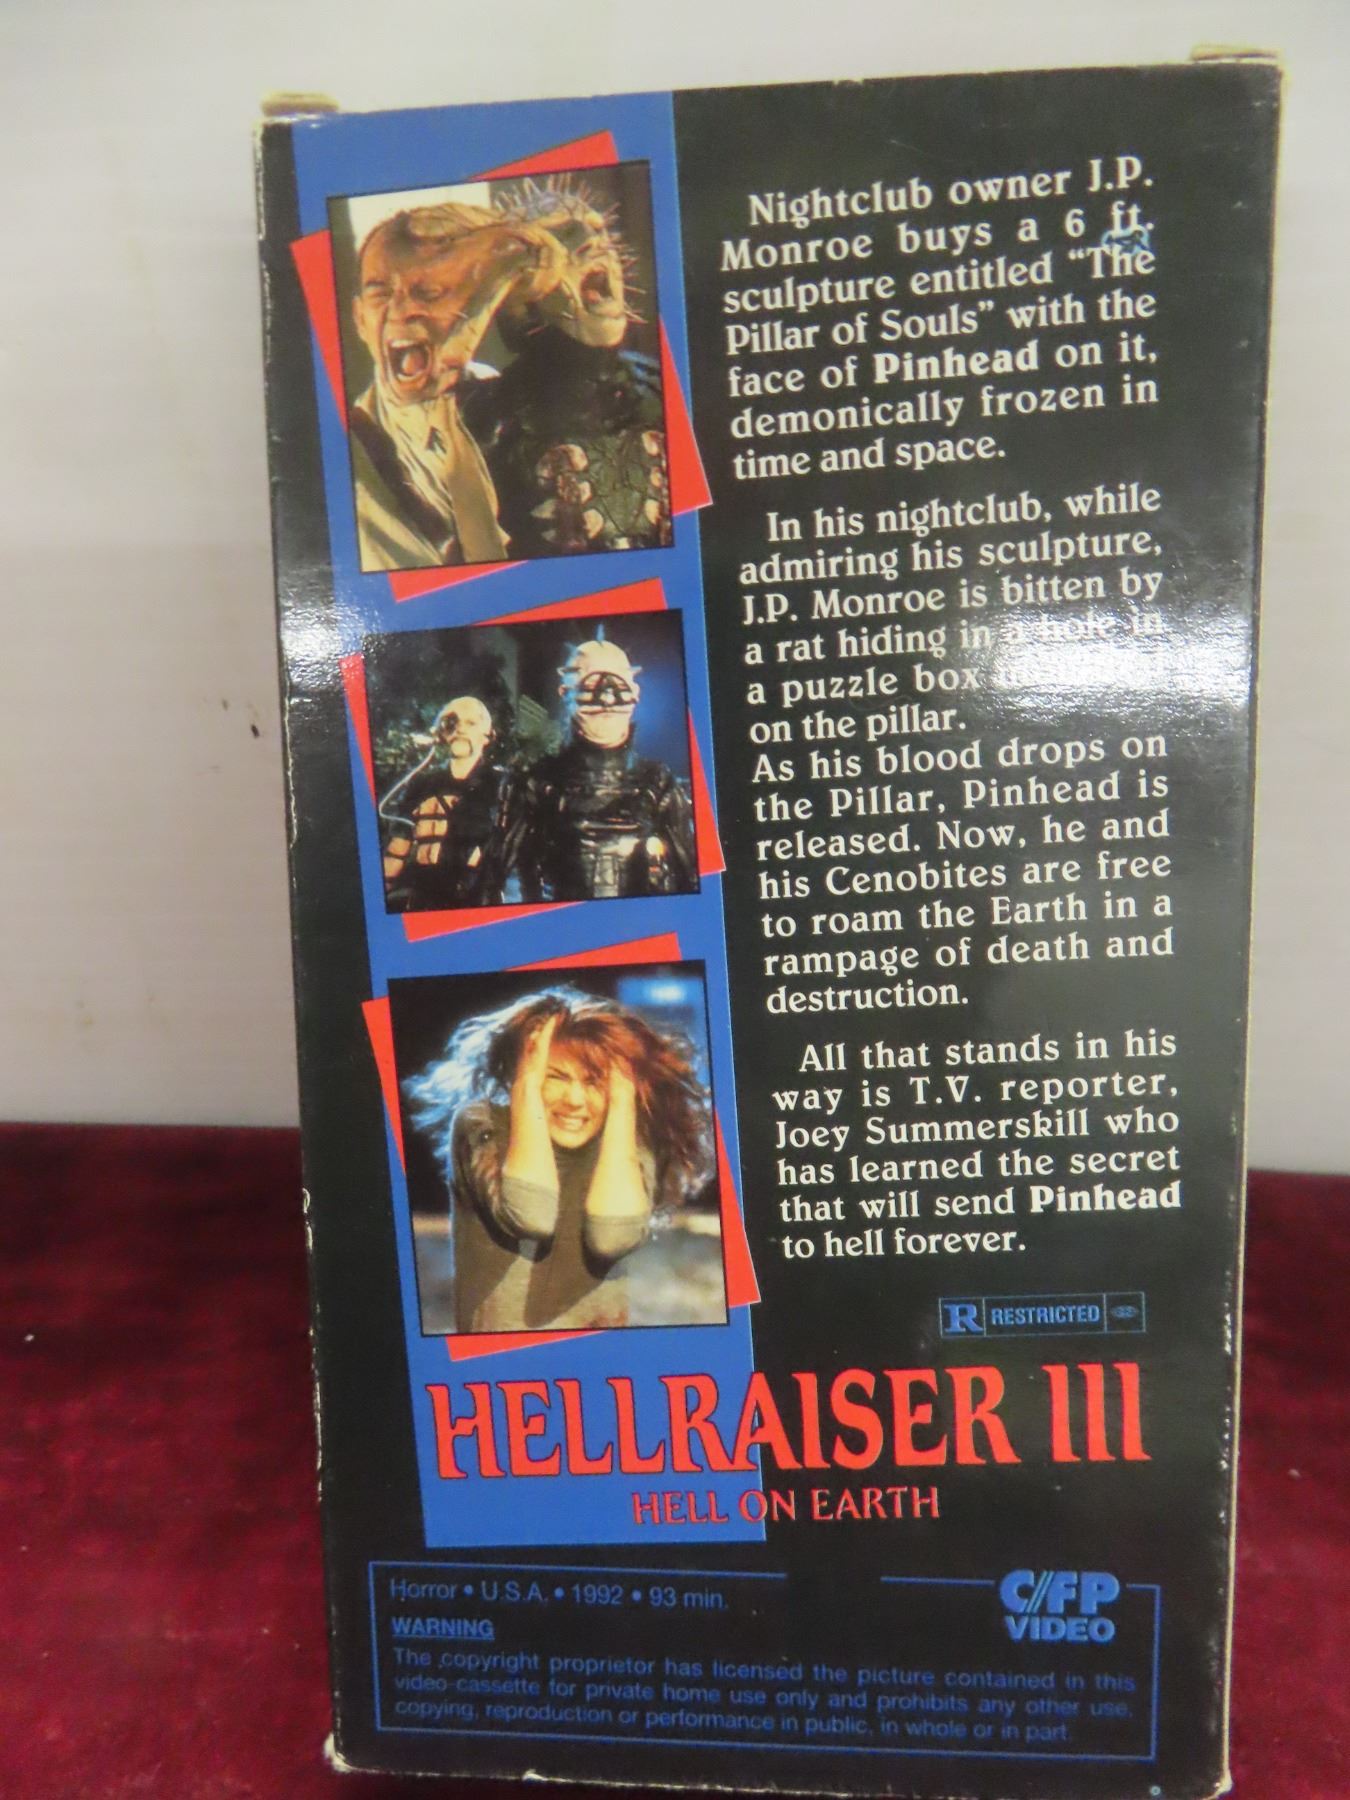 Nightclub owner J.P.
Monroe buys a 6 ft.
sculpture entitled “The
Pillar of Souls” with the
face of Pinhead on it,
demonically frozen in
time and space.
In his nightclub, while
admiring his sculpture,
J.P. Monroe is bitten by
a rat hiding in a hole in
a puzzle box
on the pillar.
As his blood drops on
the Pillar, Pinhead is
released. Now, he and
his Cenobites are free
to roam the Earth in a
rampage of death and
destruction.
All that stands in his
way is T.V. reporter,
Joey Summerskill who
has learned the secret
that will send Pinhead
to hell forever.
R RESTRICTED
HELLRAISER III
HELL ON EARTH
Horror • U.S.A. • 1992 • 93 min.
C/FP
VIDEO
WARNING
The copyright proprietor has licensed the picture contained in this
video-cassette for private home use only and prohibits any other use,
copying, reproduction or performance in public, in whole or in part.